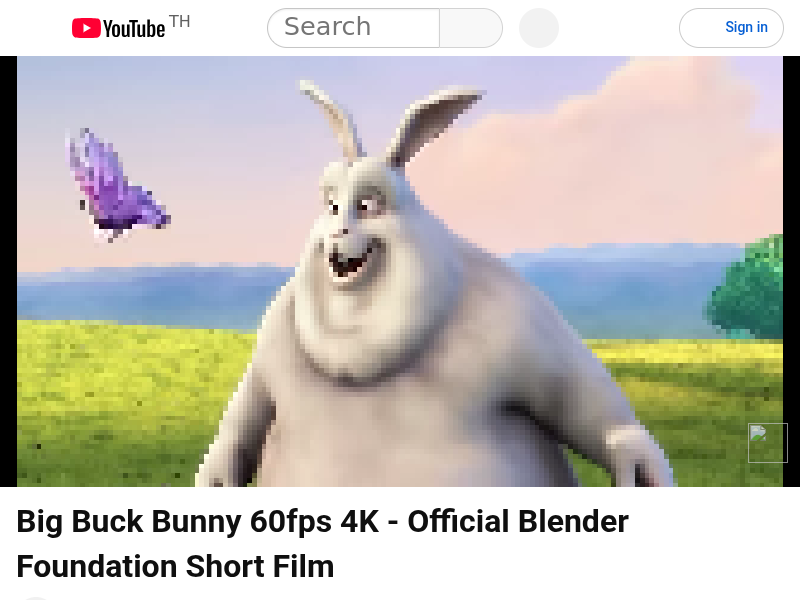 YouTube TH
Search
Sign in
Big Buck Bunny 60fps 4K - Official Blender
Foundation Short Film